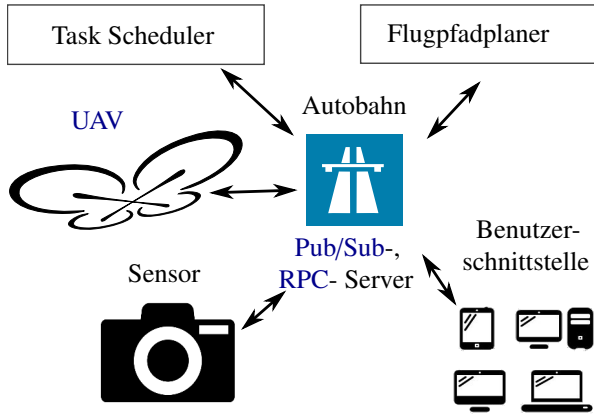 Task Scheduler
Flugpfadplaner
Autobahn
UAV
Pub/Sub-,
RPC- Server
Sensor
Benutzer-
schnittstelle